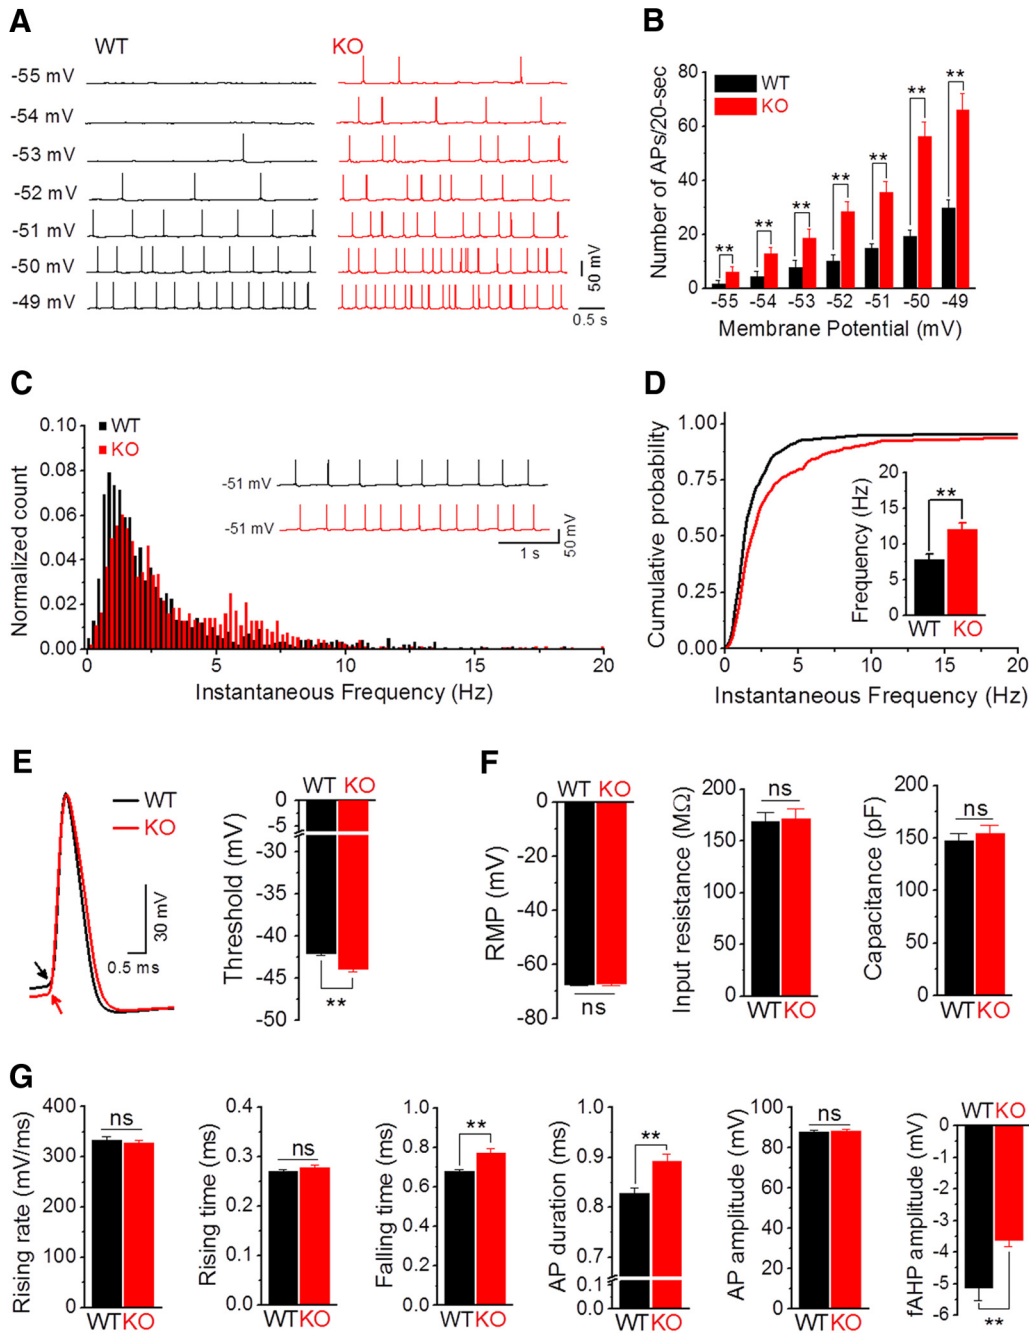 A
WT
KO
-55 mV
-54 mV
-53 mV
-52 mV
-51 mV
-50 mV
-49 mV
50 mV
0.5 s
B
Number of APs/20-sec
80
60
40
20
0
WT
KO
**
**
**
**
**
**
**
-55
-54
-53
-52
-51
-50
-49
Membrane Potential (mV)
C
Normalized count
0.10
0.08
0.06
0.04
0.02
0.00
WT
KO
-51 mV
-51 mV
1 s
50 mV
0
5
10
15
20
Instantaneous Frequency (Hz)
D
Cumulative probability
1.00
0.75
0.50
0.25
0.00
Frequency (Hz)
20
15
10
5
0
**
WT
KO
0
5
10
15
20
Instantaneous Frequency (Hz)
E
WT
KO
30 mV
0.5 ms
WT
KO
Threshold (mV)
0
-5
-30
-35
-40
-45
-50
**
F
WT
KO
RMP (mV)
0
-20
-40
-60
-80
ns
Input resistance (MΩ)
200
150
100
50
0
ns
WT
KO
Capacitance (pF)
200
150
100
50
0
ns
WT
KO
G
Rising rate (mV/ms)
400
300
200
100
0
ns
WT
KO
Rising time (ms)
0.4
0.3
0.2
0.1
0.0
ns
WT
KO
Falling time (ms)
1.0
0.8
0.6
0.4
0.2
0.0
**
WT
KO
AP duration (ms)
1.0
0.9
0.8
0.7
0.1
0.0
**
WT
KO
AP amplitude (mV)
100
80
60
40
20
0
ns
WT
KO
WT
KO
fAHP amplitude (mV)
0
-1
-2
-3
-4
-5
-6
**